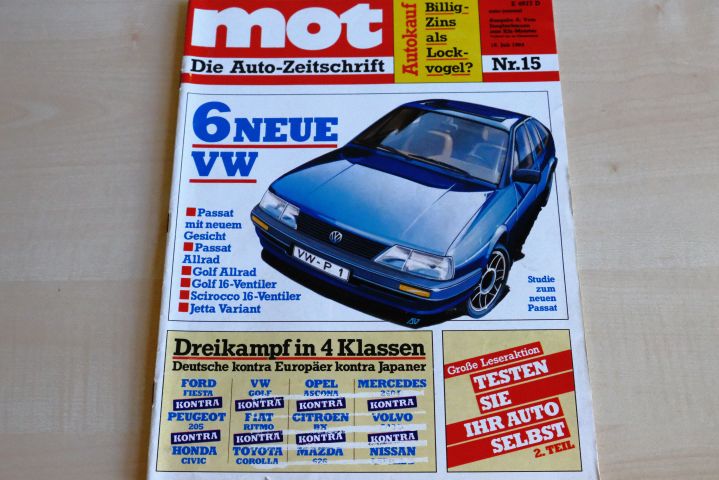 mot
Die Auto-Zeitschrift
Autokauf
Billig-
Zins
als
Lock-
vogel?
Nr.15
6 NEUE
VW
Passat
mit neuem
Gesicht
Passat
Allrad
Golf Allrad
Golf 16-Ventiler
Scirocco 16-Ventiler
Jetta Variant
VW-P 1
Studie
zum
neuen
Passat
Dreikampf in 4 Klassen
Deutsche kontra Europäer kontra Japaner
FORD VW OPEL MERCEDES
FIESTA GOLF ASCONA
KONTRA KONTRA KONTRA KONTRA
PEUGEOT FIAT CITROEN VOLVO
205 RITMO BX
KONTRA KONTRA KONTRA KONTRA
HONDA TOYOTA MAZDA NISSAN
CIVIC COROLLA 626
Große Leseraktion
TESTEN
SIE
IHR AUTO
SELBST
2. TEIL